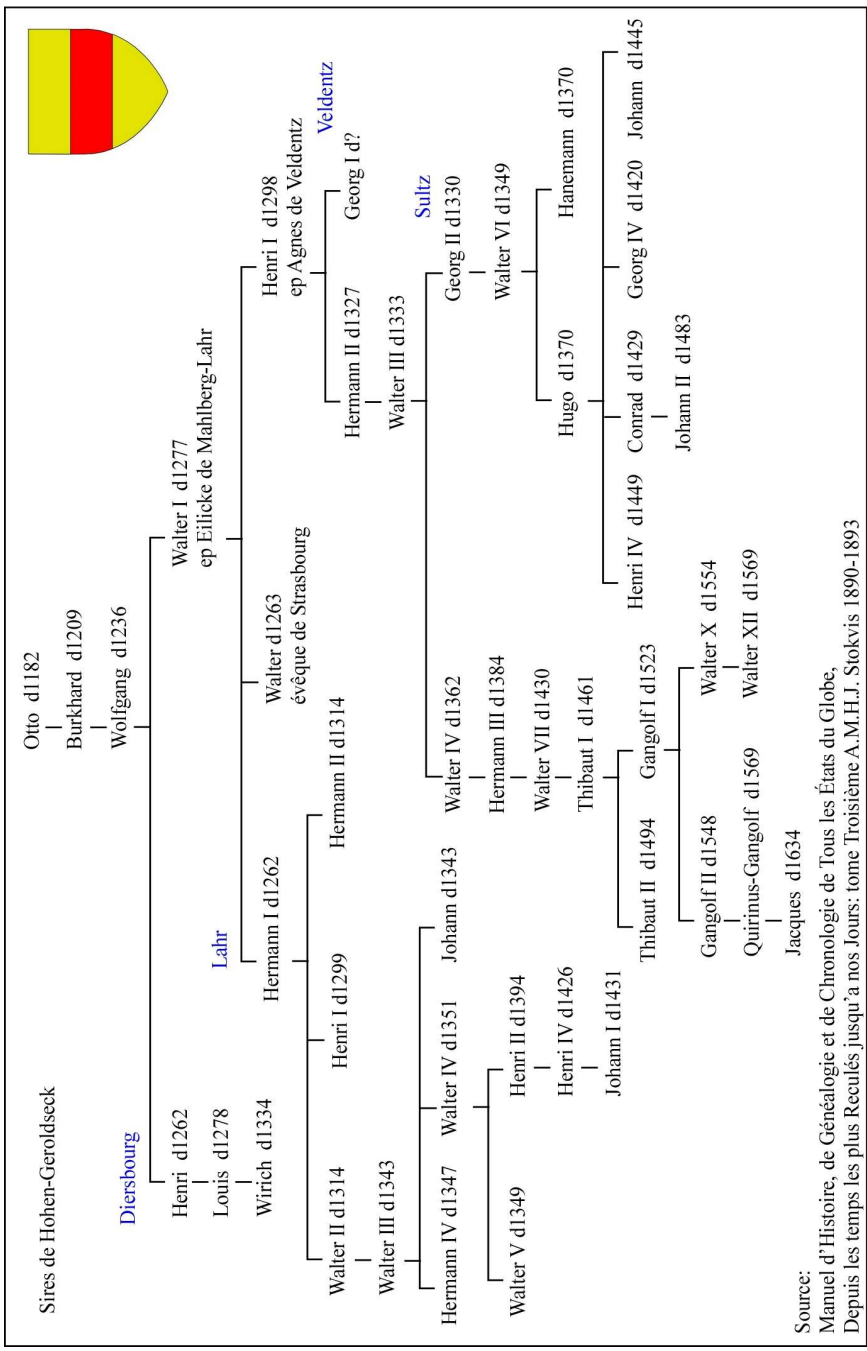 Sires de Hohen-Geroldseck
Otto d1182
Burkhard d1209
Wolfgang d1236
Diersbourg
Henri d1262
Louis d1278
Wirich d1334
Walter I d1277
ep Eilicke de Mahlberg-Lahr
Lahr
Hermann I d1262
Walter d1263
évêque de Strasbourg
Henri I d1298
ep Agnes de Veldentz
Veldentz
Walter II d1314
Henri I d1299
Hermann II d1314
Hermann II d1327
Georg I d?
Walter III d1343
Walter III d1333
Hermann IV d1347
Walter IV d1351
Johann d1343
Sultz
Walter IV d1362
Georg II d1330
Walter V d1349
Henri II d1394
Henri IV d1426
Johann I d1431
Hermann III d1384
Walter VII d1430
Thibaut I d1461
Walter VI d1349
Hugo d1370
Hanemann d1370
Thibaut II d1494
Gangolf I d1523
Henri IV d1449
Conrad d1429
Georg IV d1420
Johann d1445
Johann II d1483
Gangolf II d1548
Walter X d1554
Quirinus-Gangolf d1569
Walter XII d1569
Jacques d1634
Source:
Manuel d'Histoire, de Généalogie et de Chronologie de Tous les États du Globe,
Depuis les temps les plus Reculés jusqu'a nos Jours: tome Troisième A.M.H.J. Stokvis 1890-1893